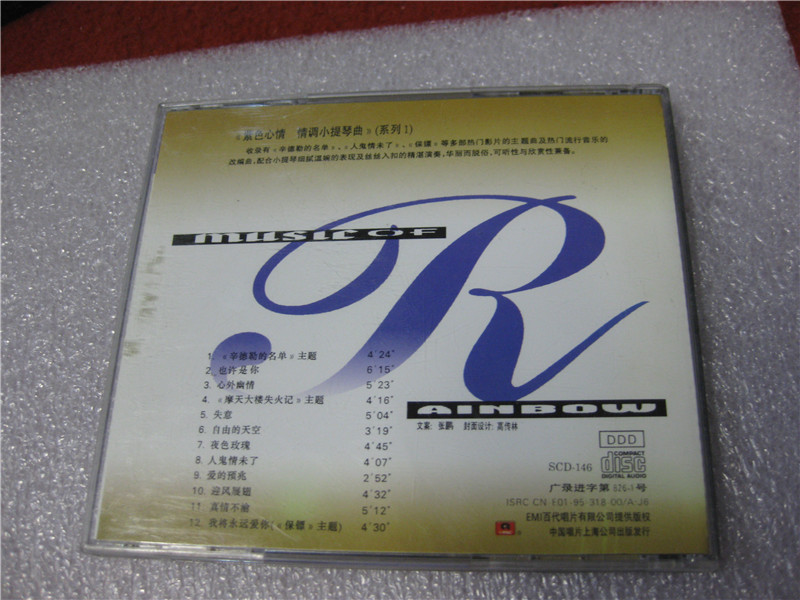 《紫色心情 情调小提琴曲》(系列1)
收录有《辛德勒的名单》、《人鬼情未了》、《保镖》等多部热门影片的主题曲及热门流行音乐的
改编曲,配合小提琴细腻温婉的表现及丝丝入扣的精湛演奏,华丽而脱俗,可听性与欣赏性兼备。
MUSIC OF
R
AINBOW
1. 《辛德勒的名单》主题 4'24"
2. 也许是你 6'15"
3. 心外幽情 5'23"
4. 《摩天大楼失火记》主题 4'16"
5. 失意 5'04"
6. 自由的天空 3'19"
7. 夜色玫瑰 4'45"
8. 人鬼情未了 4'07"
9. 爱的预兆 2'52"
10. 迎风展翅 4'32"
11. 真情不渝 5'12"
12. 我将永远爱你(《保镖》主题) 4'30"
文案: 张鹏 封面设计: 高传林
DDD
SCD-146
COMPACT
disc
DIGITAL AUDIO
广录进字第 号
ISRC CN-E01-95-318-00/A·J6
EMI百代唱片有限公司提供版权
中国唱片上海公司出版发行